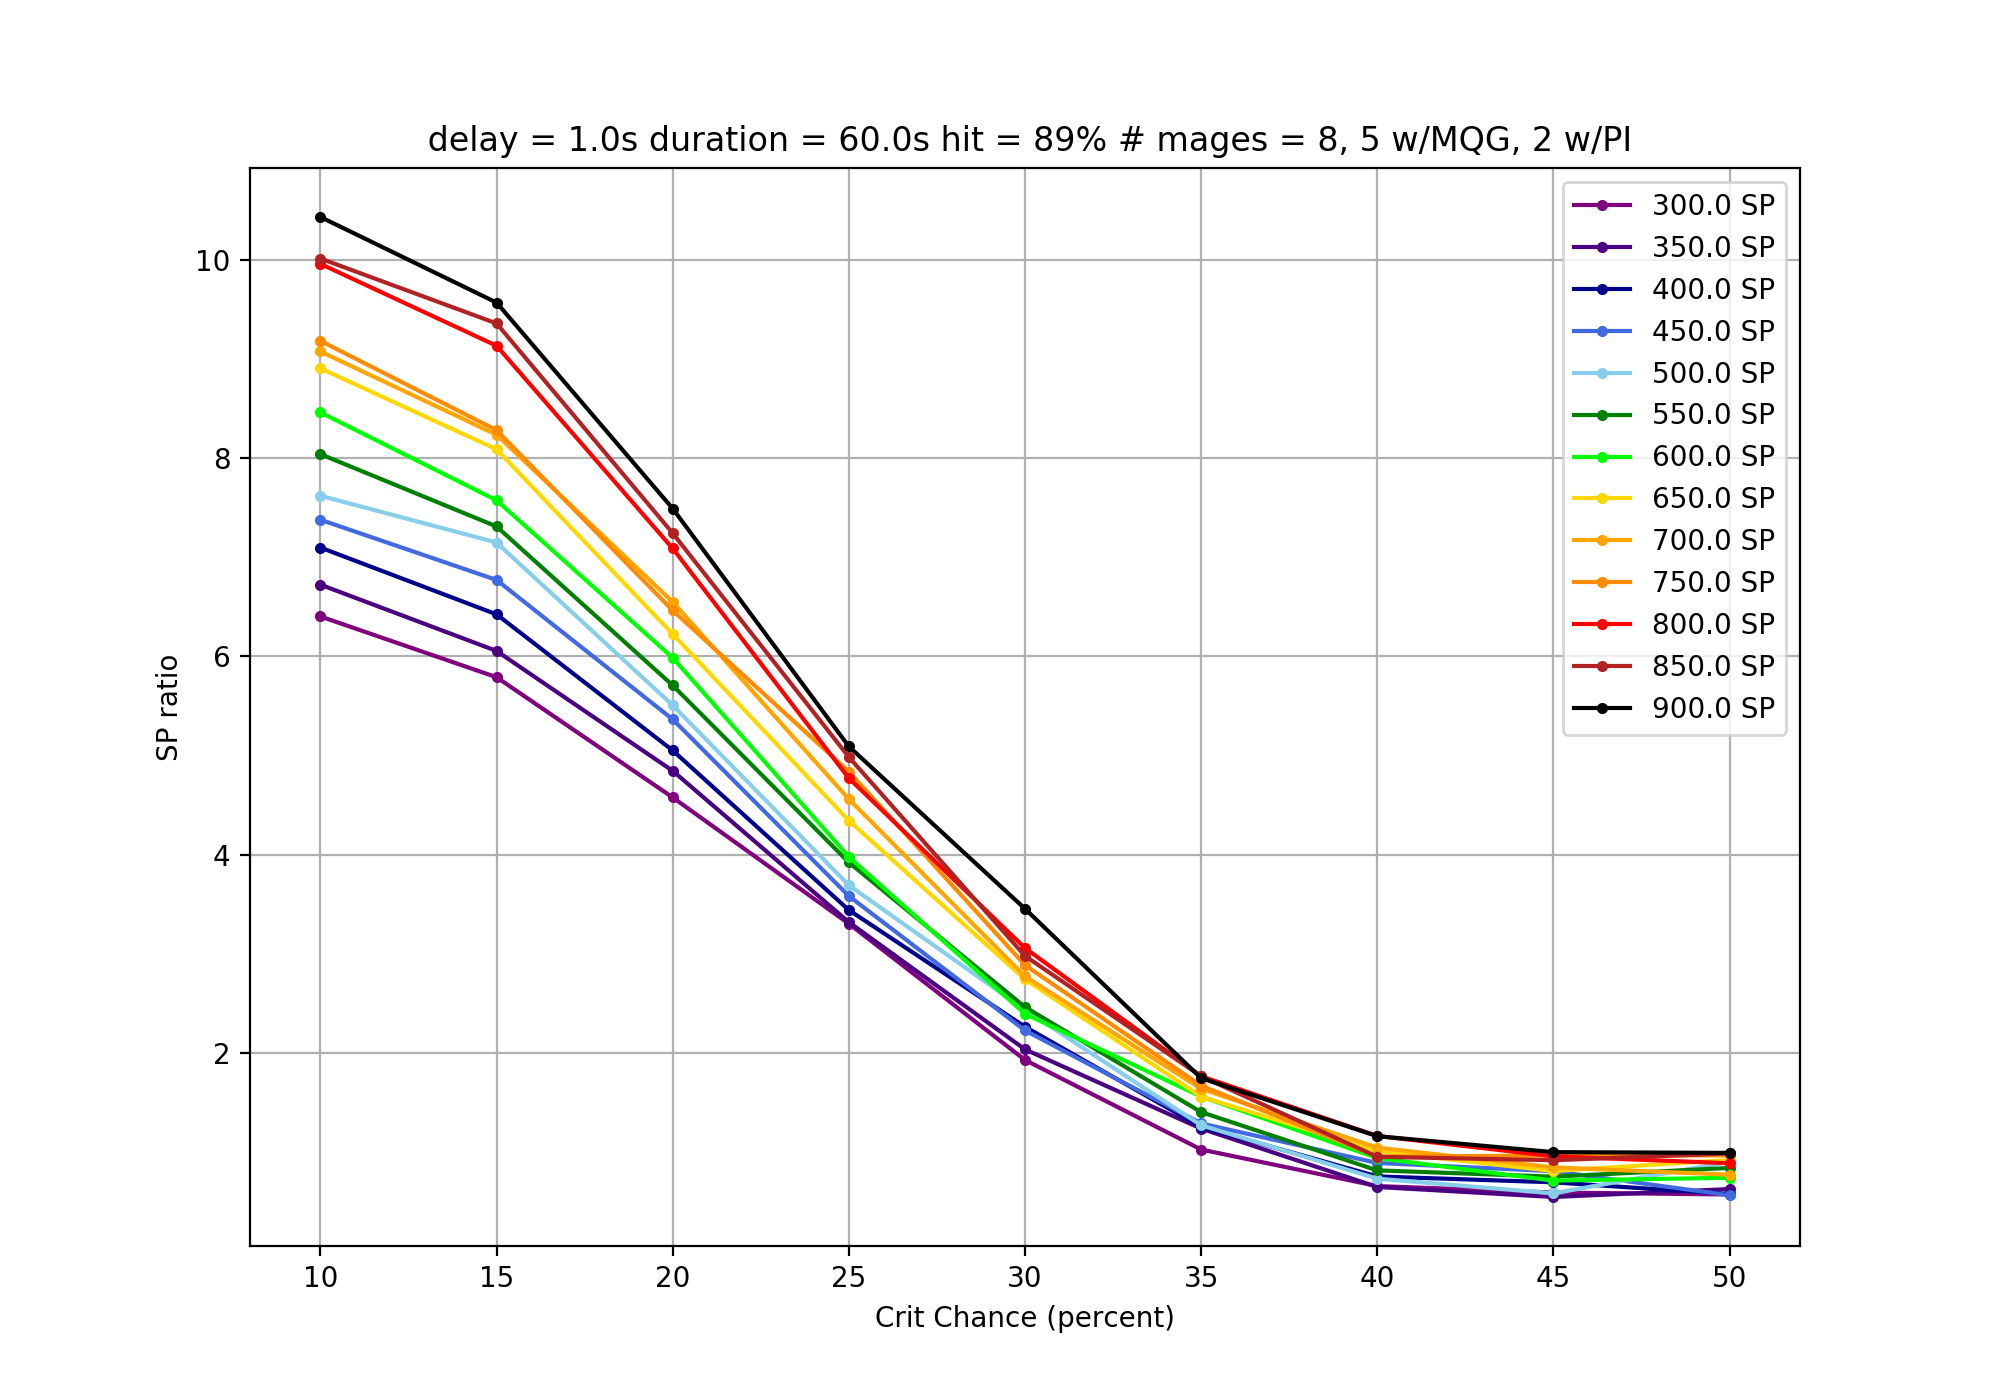 delay = 1.0s duration = 60.0s hit = 89% # mages = 8, 5 w/MQG, 2 w/PI
300.0 SP
350.0 SP
400.0 SP
450.0 SP
500.0 SP
550.0 SP
600.0 SP
650.0 SP
700.0 SP
750.0 SP
800.0 SP
850.0 SP
900.0 SP
10
8
6
4
2
SP ratio
10 15 20 25 30 35 40 45 50
Crit Chance (percent)